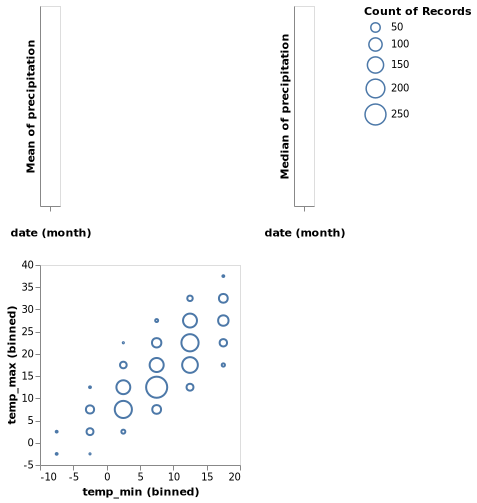 Mean of precipitation
date (month)
Median of precipitation
date (month)
Count of Records
50
100
150
200
250
temp_max (binned)
40
35
30
25
20
15
10
5
0
-5
-10 -5 0 5 10 15 20
temp_min (binned)